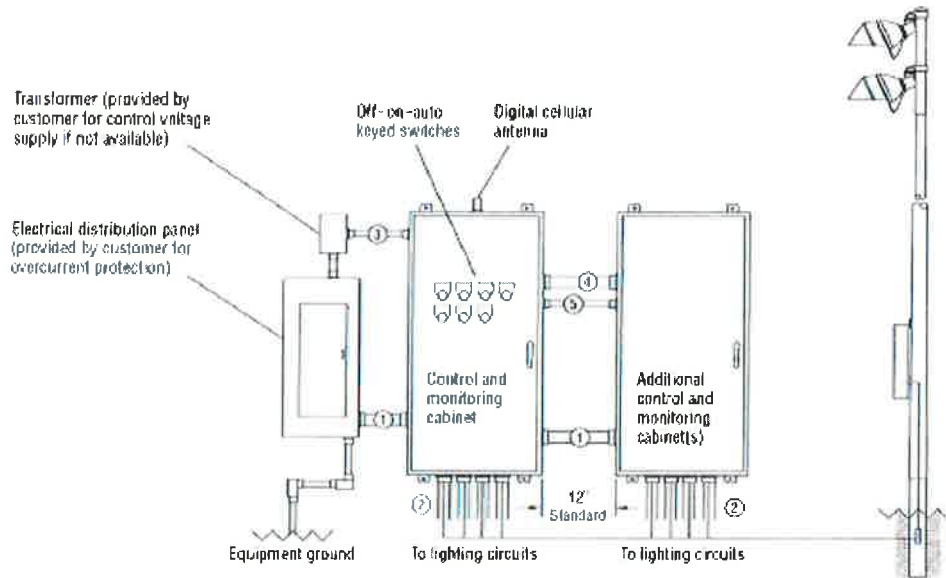 Transformer (provided by
customer for control voltage
supply if not available)
Off-on-auto
keyed switches
Digital cellular
antenna
Electrical distribution panel
(provided by customer for
overcurrent protection)
3
4
5
Control and
monitoring
cabinet
Additional
control and
monitoring
cabinet(s)
1
1
2
12"
Standard
2
Equipment ground
To lighting circuits
To lighting circuits